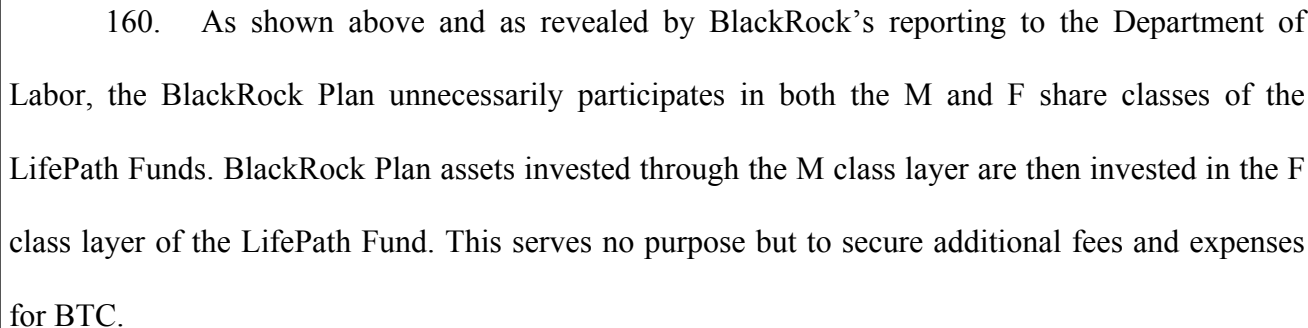 160. As shown above and as revealed by BlackRock’s reporting to the Department of
Labor, the BlackRock Plan unnecessarily participates in both the M and F share classes of the
LifePath Funds. BlackRock Plan assets invested through the M class layer are then invested in the F
class layer of the LifePath Fund. This serves no purpose but to secure additional fees and expenses
for BTC.